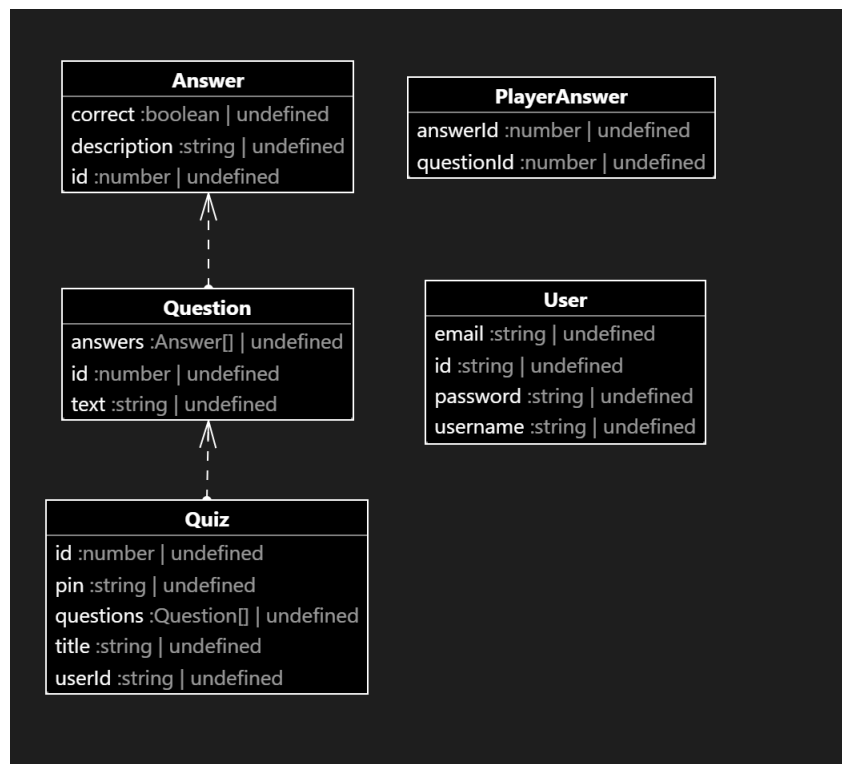 Answer
correct :boolean | undefined
description :string | undefined
id :number | undefined
PlayerAnswer
answerId :number | undefined
questionId :number | undefined
Question
answers :Answer[] | undefined
id :number | undefined
text :string | undefined
User
email :string | undefined
id :string | undefined
password :string | undefined
username :string | undefined
Quiz
id :number | undefined
pin :string | undefined
questions :Question[] | undefined
title :string | undefined
userId :string | undefined